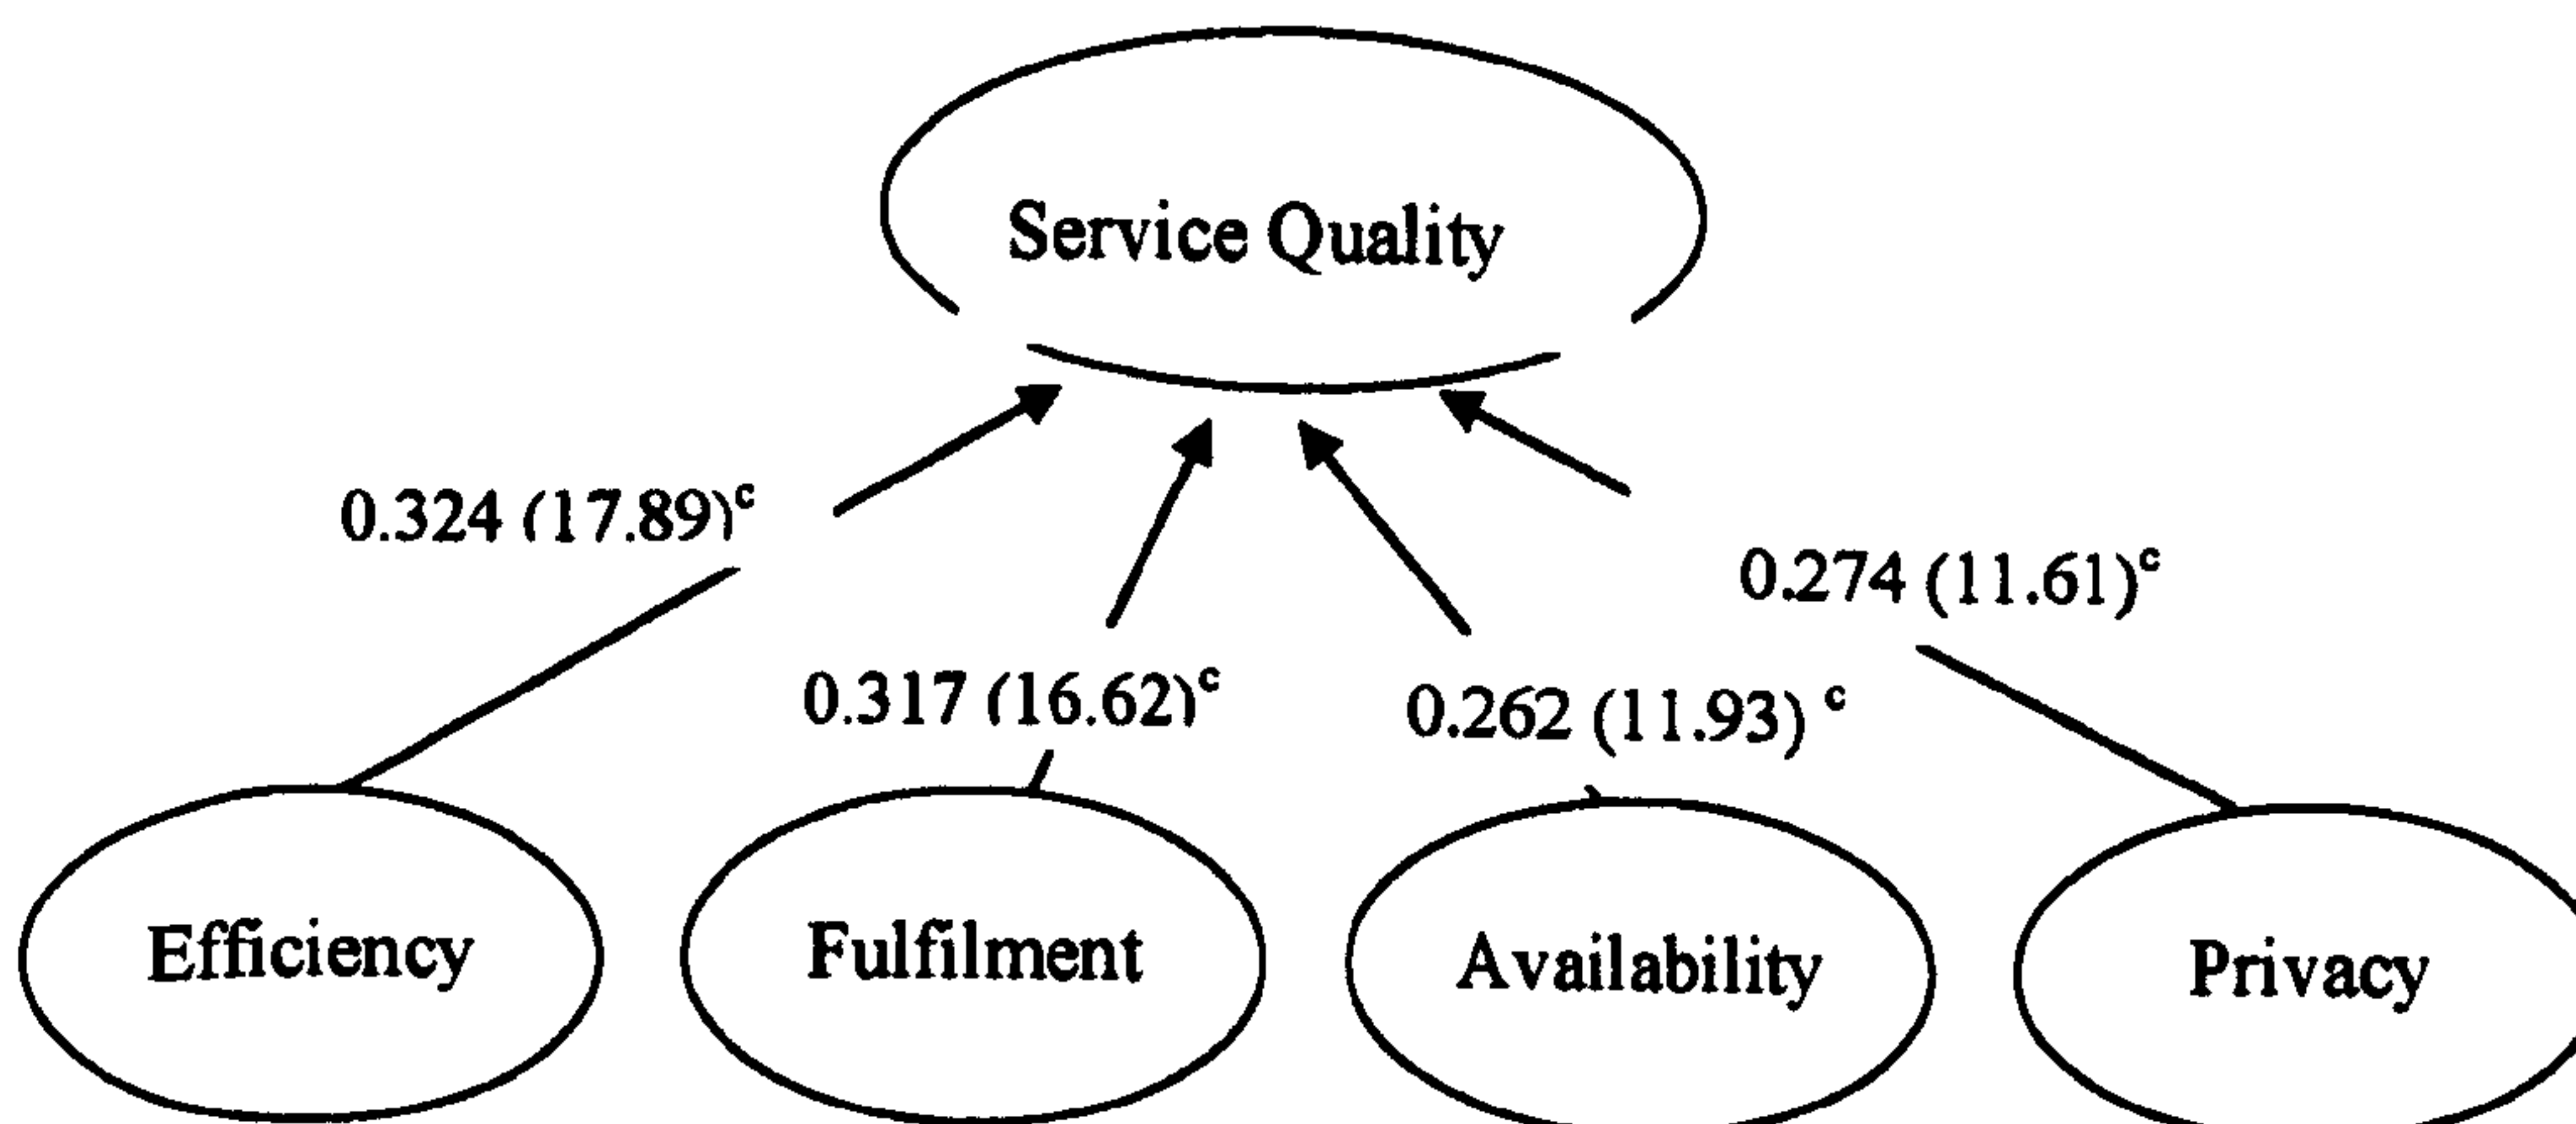 Service Quality
0.324 (17.89)ᶜ
0.274 (11.61)ᶜ
0.317 (16.62)ᶜ
0.262 (11.93) ᶜ
Efficiency
Fulfilment
Availability
Privacy